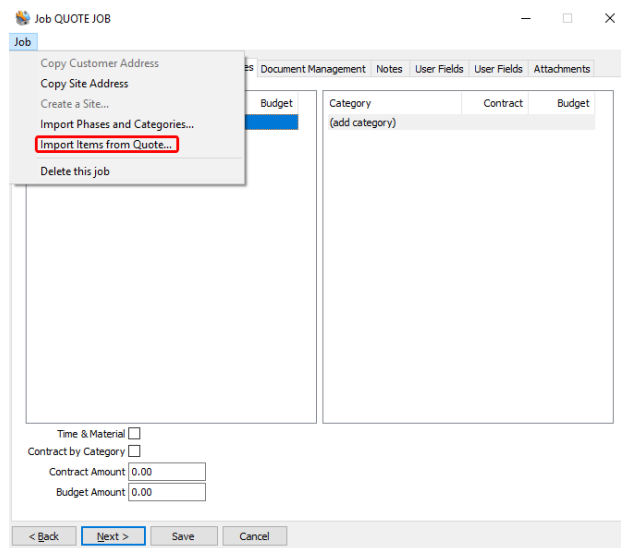 Job QUOTE JOB
Job
Copy Customer Address
Copy Site Address
Create a Site...
Import Phases and Categories...
Import Items from Quote...
Delete this job
es Document Management Notes User Fields User Fields Attachments
Budget Category Contract Budget
(add category)
Time & Material
Contract by Category
Contract Amount 0.00
Budget Amount 0.00
< Back Next > Save Cancel